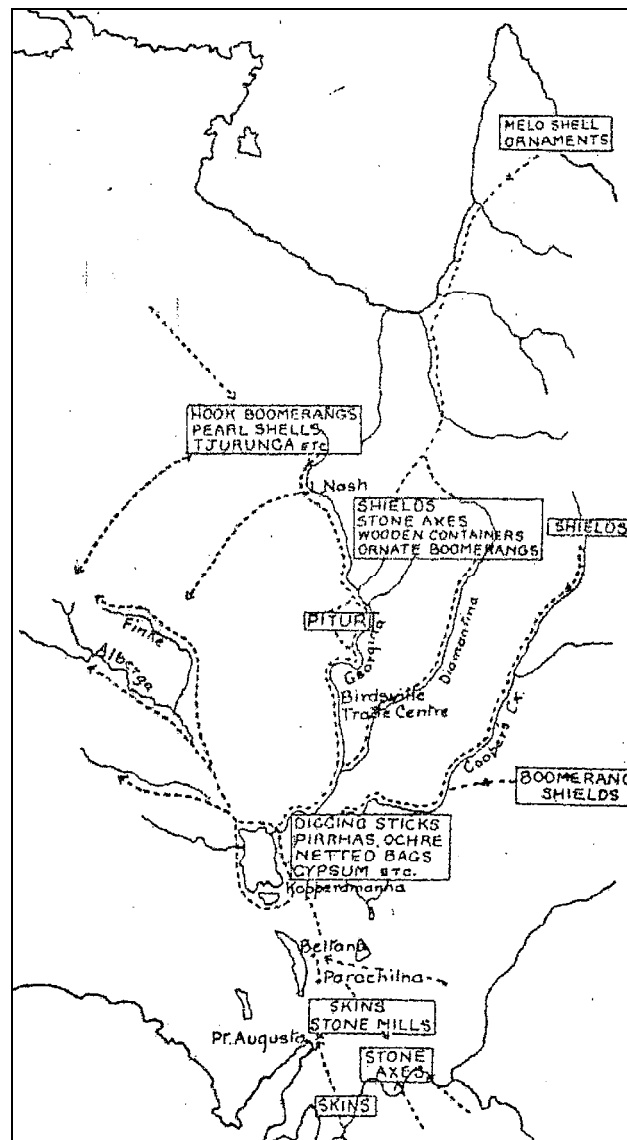 MELO SHELL
ORNAMENTS
HOOK BOOMERANGS
PEARL SHELLS
TJURUNGA ETC
L. Nash
SHIELDS
STONE AXES
WOODEN CONTAINERS
ORNATE BOOMERANGS
SHIELDS
PITURI
Georgina
Diamantina
Finke
Alberga
Birdsville
Trade Centre
Coopers Ck.
BOOMERANG
SHIELDS
DIGGING STICKS
PIRRHAS, OCHRE
NETTED BAGS
GYPSUM ETC.
Kopperamanna
Beltana
Parachilna
SKINS
STONE MILLS
Pt. Augusta
STONE
AXES
SKINS